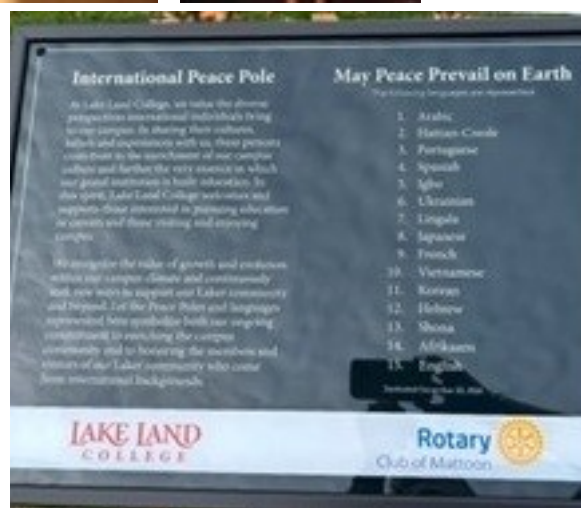 International Peace Pole
At Lake Land College, we value the diverse
perspectives international individuals bring
to our campus. In sharing their cultures,
beliefs and experiences with us, these persons
contribute to the enrichment of our campus
culture and further the very essence in which
our grand institution is built: education. In
this spirit, Lake Land College welcomes and
supports those interested in pursuing education
or careers and those visiting and enjoying
campus.
We recognize the value of growth and evolution
within our campus climate and continuously
seek new ways to support our Laker community
and beyond. Let the Peace Poles and languages
represented here symbolize both our ongoing
commitment to enriching the campus
community and to honoring the members and
visitors of our Laker community who come
from international backgrounds.
May Peace Prevail on Earth
The following languages are represented
1. Arabic
2. Haitian-Creole
3. Portuguese
4. Spanish
5. Igbo
6. Ukrainian
7. Lingala
8. Japanese
9. French
10. Vietnamese
11. Korean
12. Hebrew
13. Shona
14. Afrikaans
15. English
LAKE LAND
COLLEGE
Rotary
Club of Mattoon